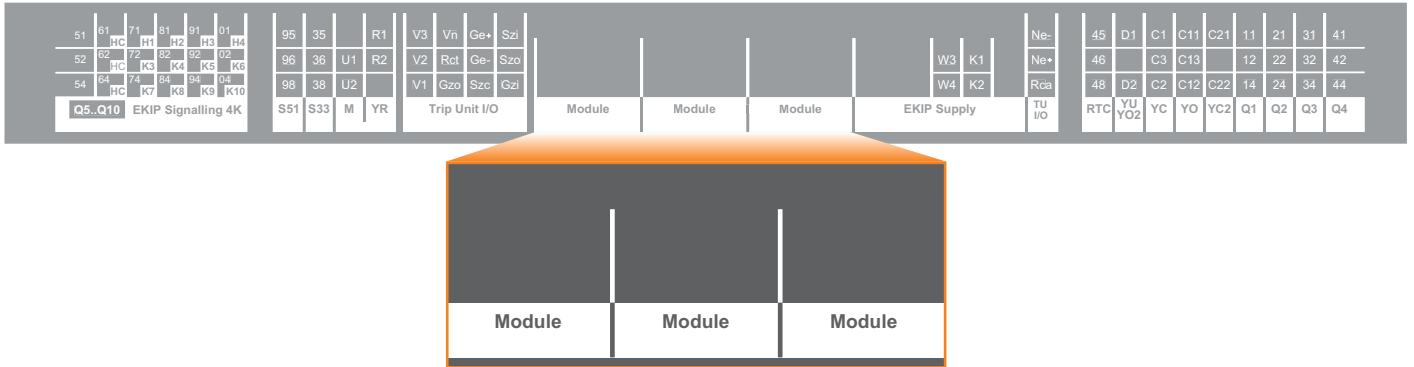 51 61 HC 71 H1 81 H2 91 H3 01 H4 95 35 R1 V3 Vn Ge+ Szi Ne- 45 D1 C1 C11 C21 11 21 31 41
52 62 HC 72 K3 82 K4 92 K5 02 K6 96 36 U1 R2 V2 Rct Ge- Szo W3 K1 Ne+ 46 C3 C13 12 22 32 42
54 64 HC 74 K7 84 K8 94 K9 04 K10 98 38 U2 V1 Gzo Szc Gzi W4 K2 Rca 48 D2 C2 C12 C22 14 24 34 44
Q5..Q10 EKIP Signalling 4K S51 S33 M YR Trip Unit I/O Module Module Module EKIP Supply TU I/O RTC YU YO2 YC YO YC2 Q1 Q2 Q3 Q4
Module Module Module